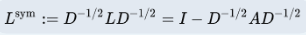 L^sym := D^{-1/2} L D^{-1/2} = I − D^{-1/2} A D^{-1/2}